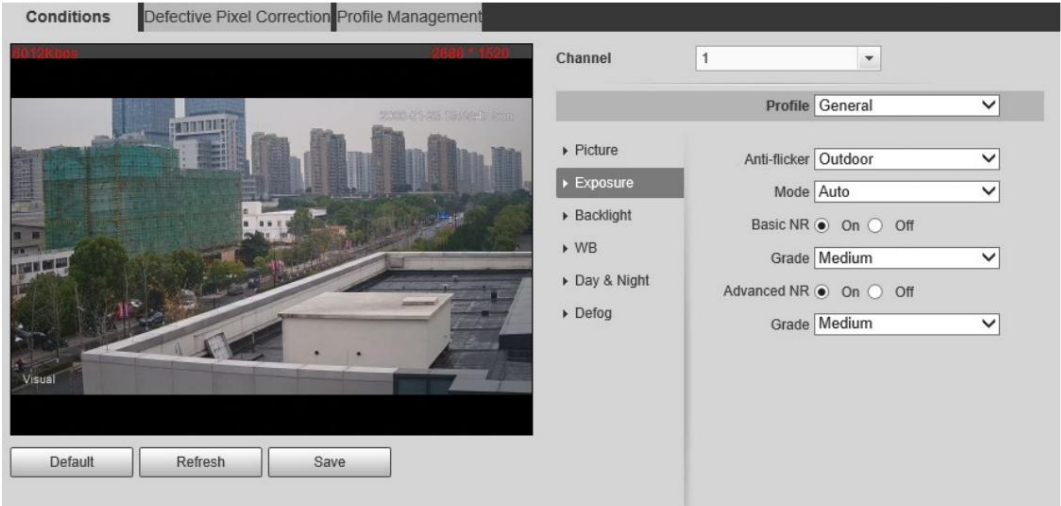 Conditions
Defective Pixel Correction
Profile Management
6012Kbps
2688 * 1520
Visual
Default
Refresh
Save
Channel
1
Profile General
Picture
Exposure
Backlight
WB
Day & Night
Defog
Anti-flicker Outdoor
Mode Auto
Basic NR On Off
Grade Medium
Advanced NR On Off
Grade Medium